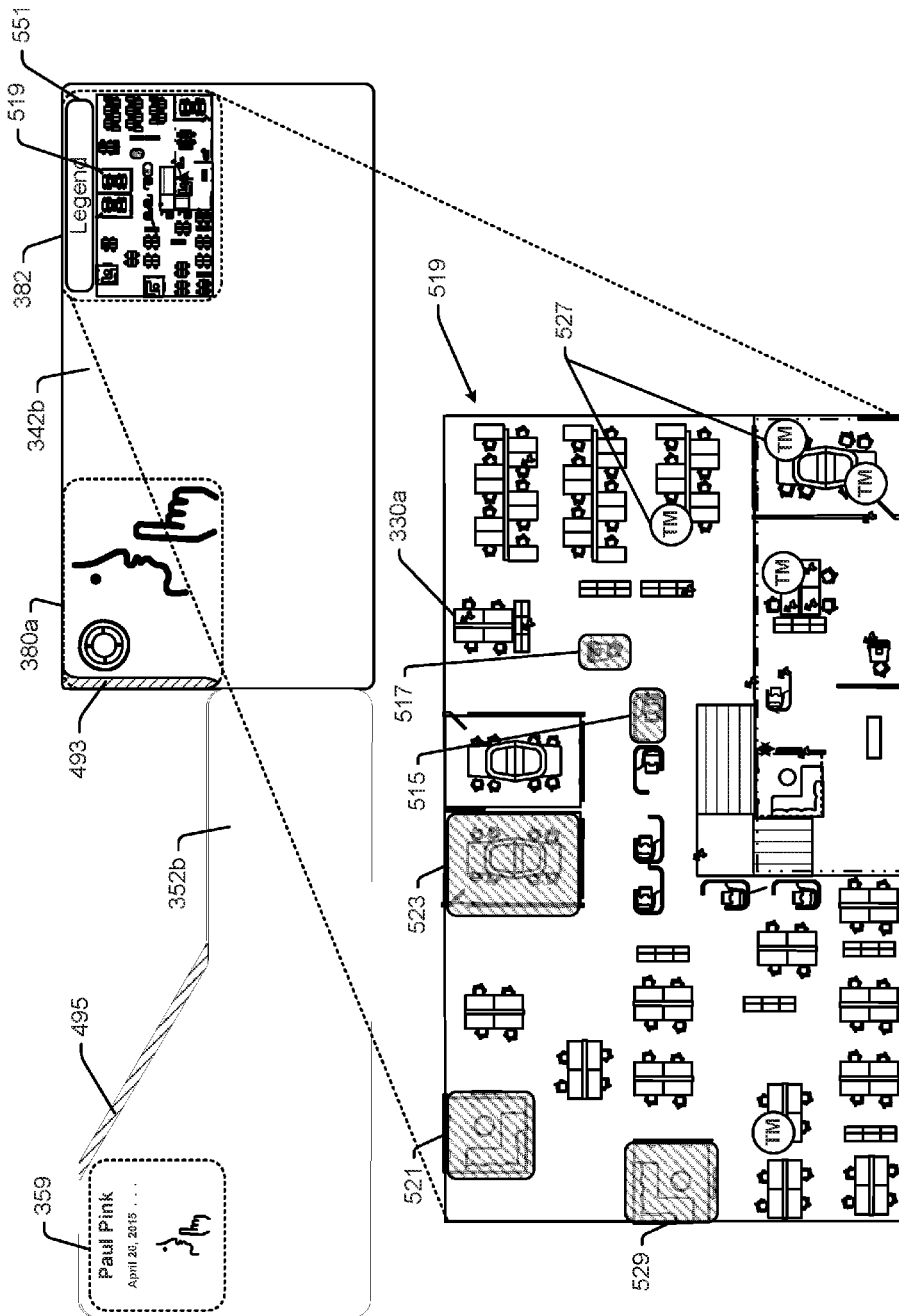 359
495
493
380a
342b
382
519
551
Paul Pink
April 20, 2015 . . .
Legend
352b
521
523
515
517
330a
527
519
529
TM
TM
TM
TM
TM